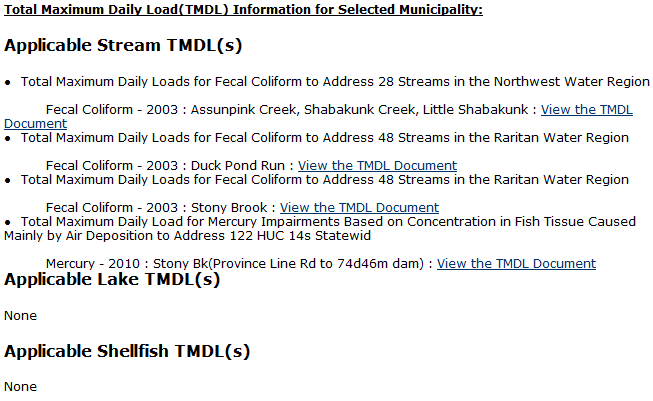 Total Maximum Daily Load(TMDL) Information for Selected Municipality:
Applicable Stream TMDL(s)
● Total Maximum Daily Loads for Fecal Coliform to Address 28 Streams in the Northwest Water Region
Fecal Coliform - 2003 : Assunpink Creek, Shabakunk Creek, Little Shabakunk : View the TMDL
Document
● Total Maximum Daily Loads for Fecal Coliform to Address 48 Streams in the Raritan Water Region
Fecal Coliform - 2003 : Duck Pond Run : View the TMDL Document
● Total Maximum Daily Loads for Fecal Coliform to Address 48 Streams in the Raritan Water Region
Fecal Coliform - 2003 : Stony Brook : View the TMDL Document
● Total Maximum Daily Load for Mercury Impairments Based on Concentration in Fish Tissue Caused
Mainly by Air Deposition to Address 122 HUC 14s Statewid
Mercury - 2010 : Stony Bk(Province Line Rd to 74d46m dam) : View the TMDL Document
Applicable Lake TMDL(s)
None
Applicable Shellfish TMDL(s)
None